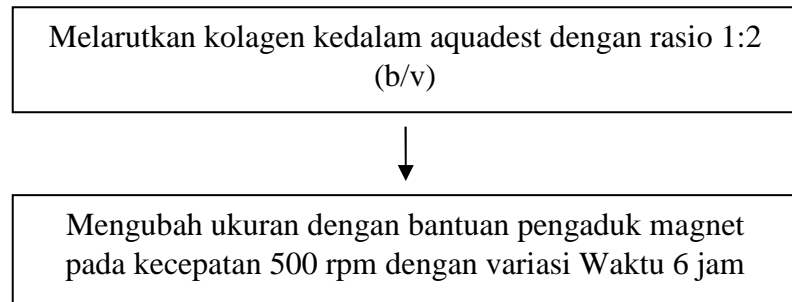 Melarutkan kolagen kedalam aquadest dengan rasio 1:2
(b/v)
Mengubah ukuran dengan bantuan pengaduk magnet
pada kecepatan 500 rpm dengan variasi Waktu 6 jam